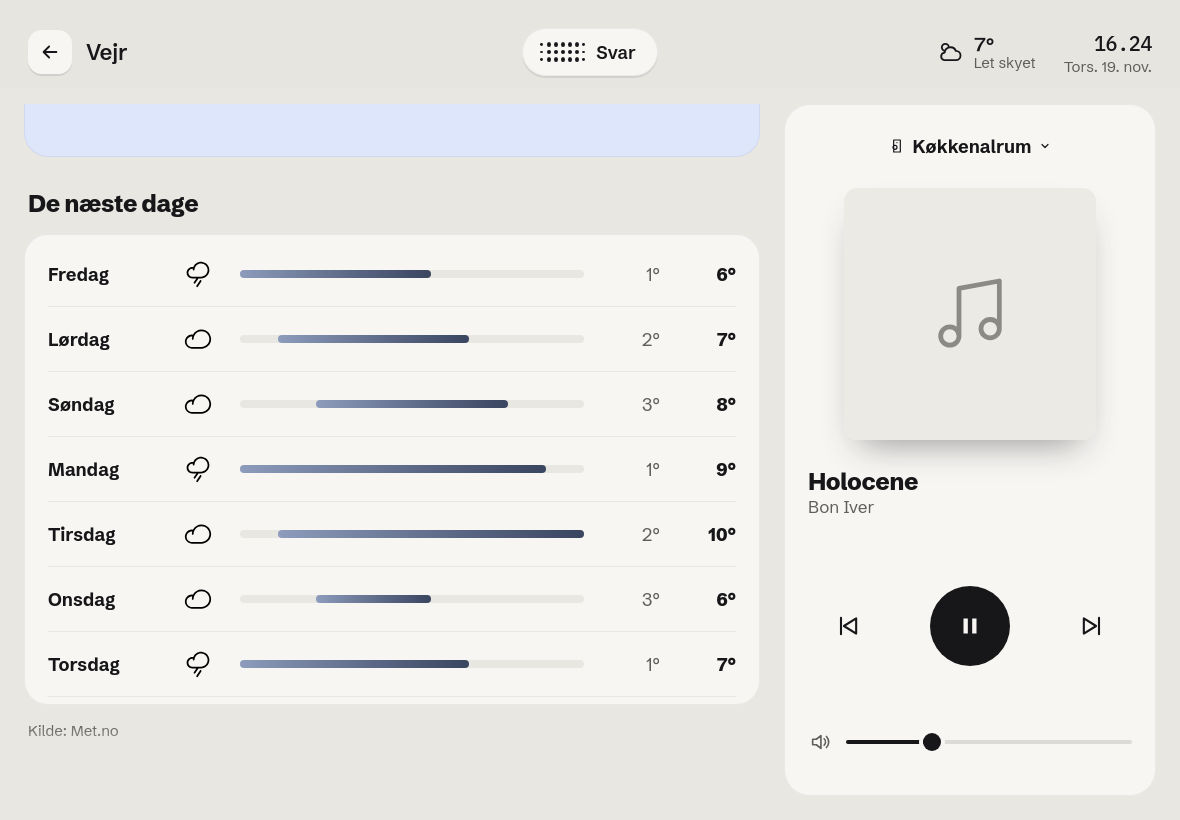 Vejr
Svar
7°
Let skyet
16.24
Tors. 19. nov.
De næste dage
Fredag 1° 6°
Lørdag 2° 7°
Søndag 3° 8°
Mandag 1° 9°
Tirsdag 2° 10°
Onsdag 3° 6°
Torsdag 1° 7°
Kilde: Met.no
Køkkenalrum
Holocene
Bon Iver